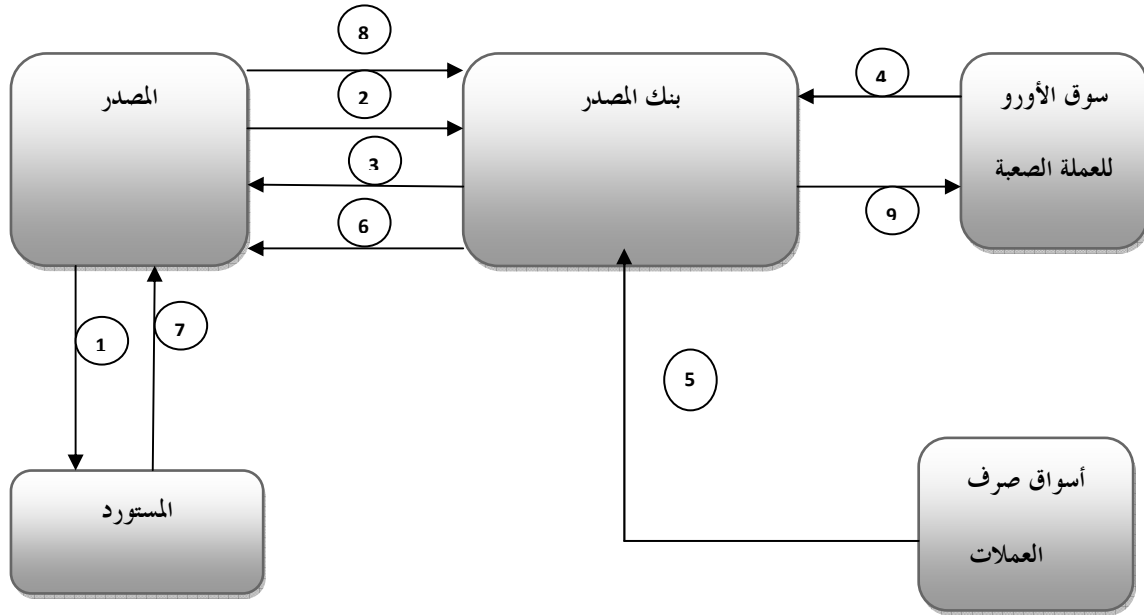 8
المصدر
بنك المصدر
سوق الأورو
للعملة الصعبة
2
4
3
6
9
1
7
5
المستورد
أسواق صرف
العملات